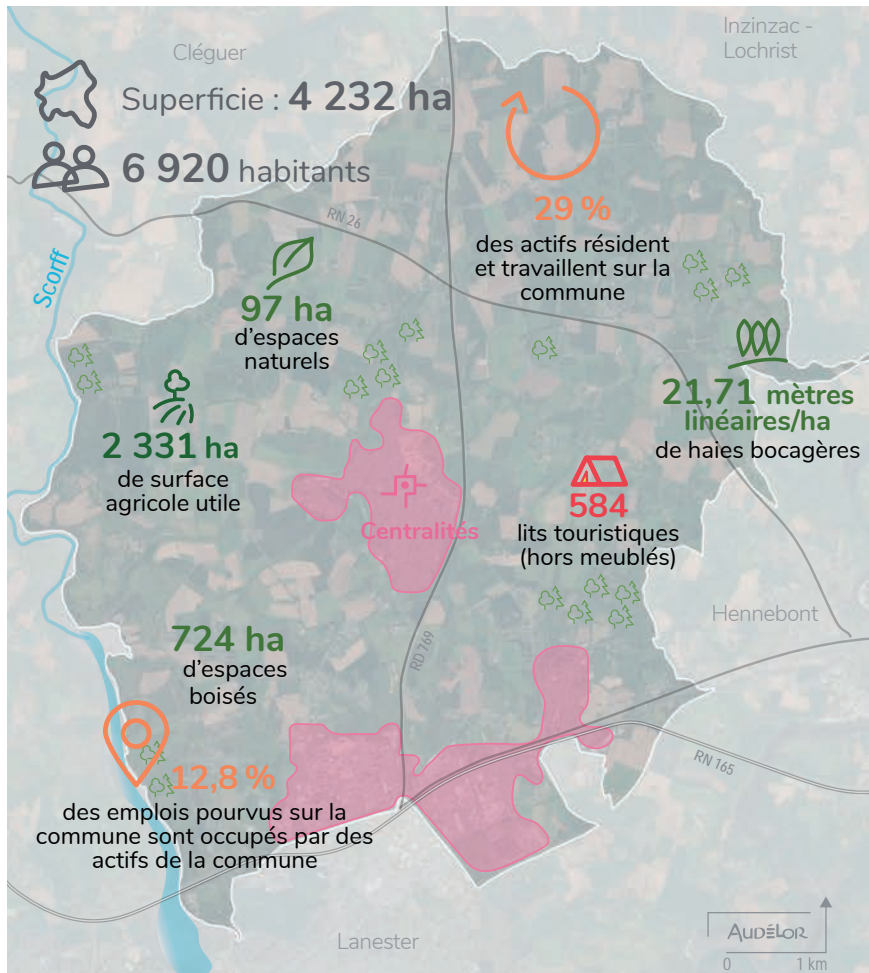 Inzinzac -
Lochrist
Cléguer
Superficie : 4 232 ha
6 920 habitants
RN 26
29 %
des actifs résident
et travaillent sur la
commune
Scorff
97 ha
d'espaces
naturels
21,71 mètres
linéaires/ha
de haies bocagères
2 331 ha
de surface
agricole utile
584
lits touristiques
(hors meublés)
Centralités
Hennebont
724 ha
d'espaces
boisés
RD 769
RN 165
12,8 %
des emplois pourvus sur la
commune sont occupés par des
actifs de la commune
Lanester
AUDÉLOR
0 1 km